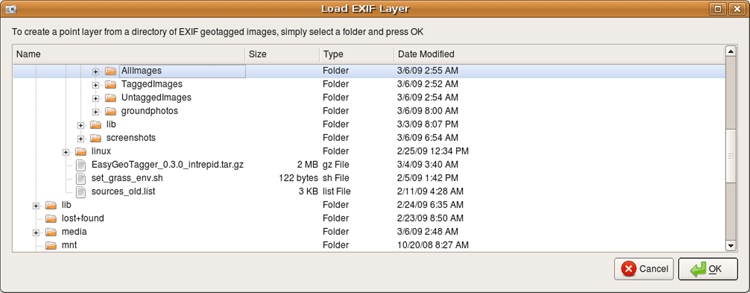 Load EXIF Layer
To create a point layer from a directory of EXIF geotagged images, simply select a folder and press OK
Name Size Type Date Modified
AllImages Folder 3/6/09 2:55 AM
TaggedImages Folder 3/6/09 2:52 AM
UntaggedImages Folder 3/6/09 2:54 AM
groundphotos Folder 3/6/09 8:00 AM
lib Folder 3/3/09 8:07 PM
screenshots Folder 3/6/09 6:54 AM
linux Folder 2/25/09 12:34 PM
EasyGeoTagger_0.3.0_intrepid.tar.gz 2 MB gz File 3/4/09 3:40 AM
set_grass_env.sh 122 bytes sh File 2/5/09 1:42 PM
sources_old.list 3 KB list File 2/11/09 4:28 AM
lib Folder 2/24/09 6:35 AM
lost+found Folder 2/23/09 8:50 AM
media Folder 3/6/09 2:48 AM
mnt Folder 10/20/08 8:27 AM
Cancel OK